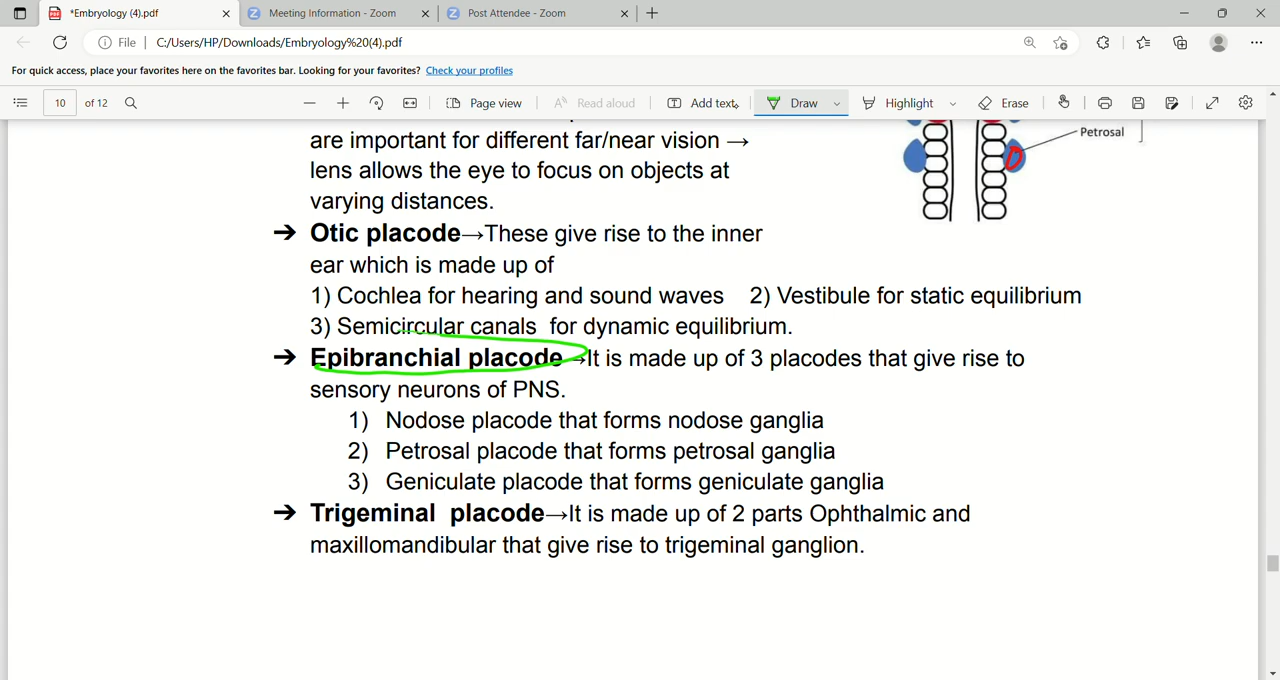 *Embryology (4).pdf
Meeting Information - Zoom
Post Attendee - Zoom
File
C:/Users/HP/Downloads/Embryology%20(4).pdf
For quick access, place your favorites here on the favorites bar. Looking for your favorites? Check your profiles
10 of 12
Page view
Read aloud
Add text
Draw
Highlight
Erase
are important for different far/near vision →
lens allows the eye to focus on objects at
varying distances.
Petrosal
➔ Otic placode→These give rise to the inner
ear which is made up of
1) Cochlea for hearing and sound waves 2) Vestibule for static equilibrium
3) Semicircular canals for dynamic equilibrium.
➔ Epibranchial placode→It is made up of 3 placodes that give rise to
sensory neurons of PNS.
1) Nodose placode that forms nodose ganglia
2) Petrosal placode that forms petrosal ganglia
3) Geniculate placode that forms geniculate ganglia
➔ Trigeminal placode→It is made up of 2 parts Ophthalmic and
maxillomandibular that give rise to trigeminal ganglion.